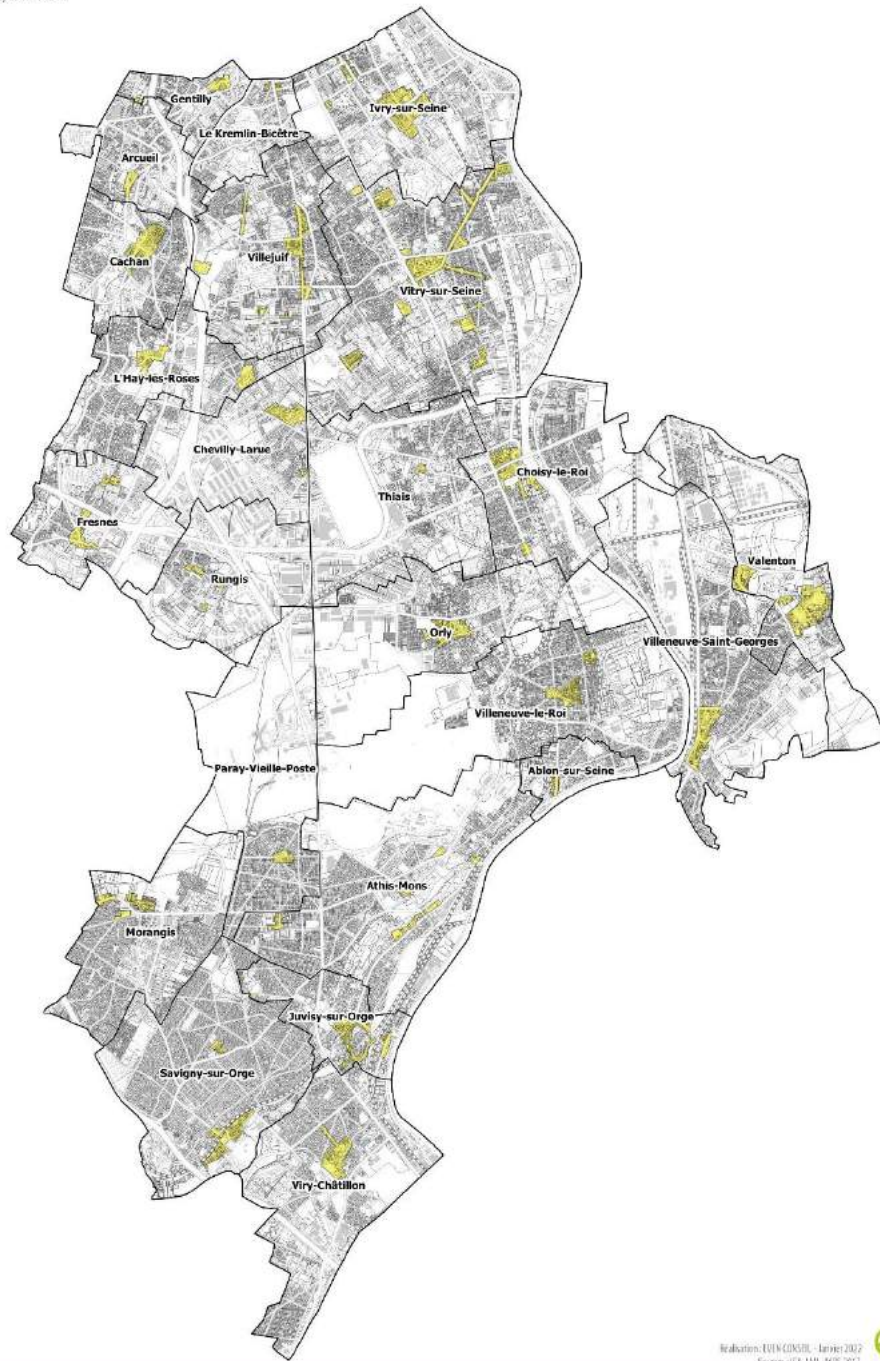 Gentilly
Ivry-sur-Seine
Le Kremlin-Bicêtre
Arcueil
Cachan
Villejuif
Vitry-sur-Seine
L'Hay-les-Roses
Chevilly-Larue
Choisy-le-Roi
Thiais
Fresnes
Rungis
Valenton
Orly
Villeneuve-Saint-Georges
Villeneuve-le-Roi
Paray-Vieille-Poste
Ablon-sur-Seine
Athis-Mons
Morangis
Juvisy-sur-Orge
Savigny-sur-Orge
Viry-Châtillon
Réalisation: EVEN CONSEIL - Janvier 2022